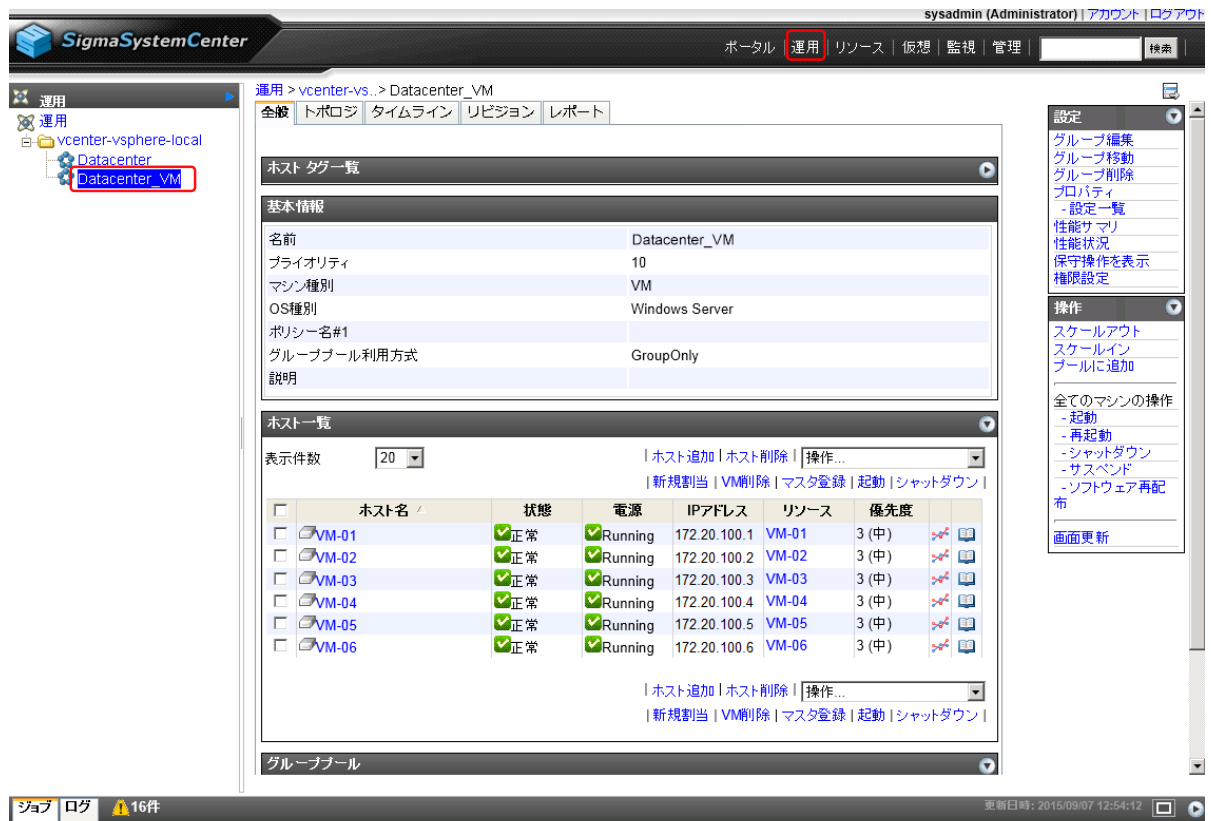 sysadmin (Administrator) | アカウント | ログアウト
SigmaSystemCenter
ポータル | 運用 | リソース | 仮想 | 監視 | 管理 |
検索
運用
運用
vcenter-vsphere-local
Datacenter
Datacenter_VM
運用 > vcenter-vs..> Datacenter_VM
全般 トポロジ タイムライン リビジョン レポート
ホスト タグ一覧
基本情報
名前 Datacenter_VM
プライオリティ 10
マシン種別 VM
OS種別 Windows Server
ポリシー名#1
グループプール利用方式 GroupOnly
説明
ホスト一覧
表示件数 20 | ホスト追加 | ホスト削除 | 操作...
| 新規割当 | VM削除 | マスタ登録 | 起動 | シャットダウン |
ホスト名 状態 電源 IPアドレス リソース 優先度
VM-01 正常 Running 172.20.100.1 VM-01 3 (中)
VM-02 正常 Running 172.20.100.2 VM-02 3 (中)
VM-03 正常 Running 172.20.100.3 VM-03 3 (中)
VM-04 正常 Running 172.20.100.4 VM-04 3 (中)
VM-05 正常 Running 172.20.100.5 VM-05 3 (中)
VM-06 正常 Running 172.20.100.6 VM-06 3 (中)
| ホスト追加 | ホスト削除 | 操作...
| 新規割当 | VM削除 | マスタ登録 | 起動 | シャットダウン |
グループプール
設定
グループ編集
グループ移動
グループ削除
プロパティ
- 設定一覧
性能サマリ
性能状況
保守操作を表示
権限設定
操作
スケールアウト
スケールイン
プールに追加
全てのマシンの操作
- 起動
- 再起動
- シャットダウン
- サスペンド
- ソフトウェア再配
布
画面更新
ジョブ ログ 16件
更新日時: 2015/09/07 12:54:12